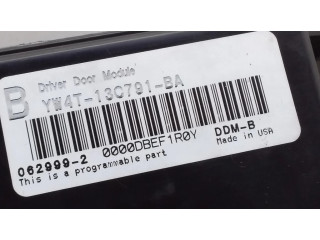 B
Driver Door Module
YW4T-13C791-BA
0000DBEF1R0Y
062999-2
DDM-B
This is a programmable part
Made in USA